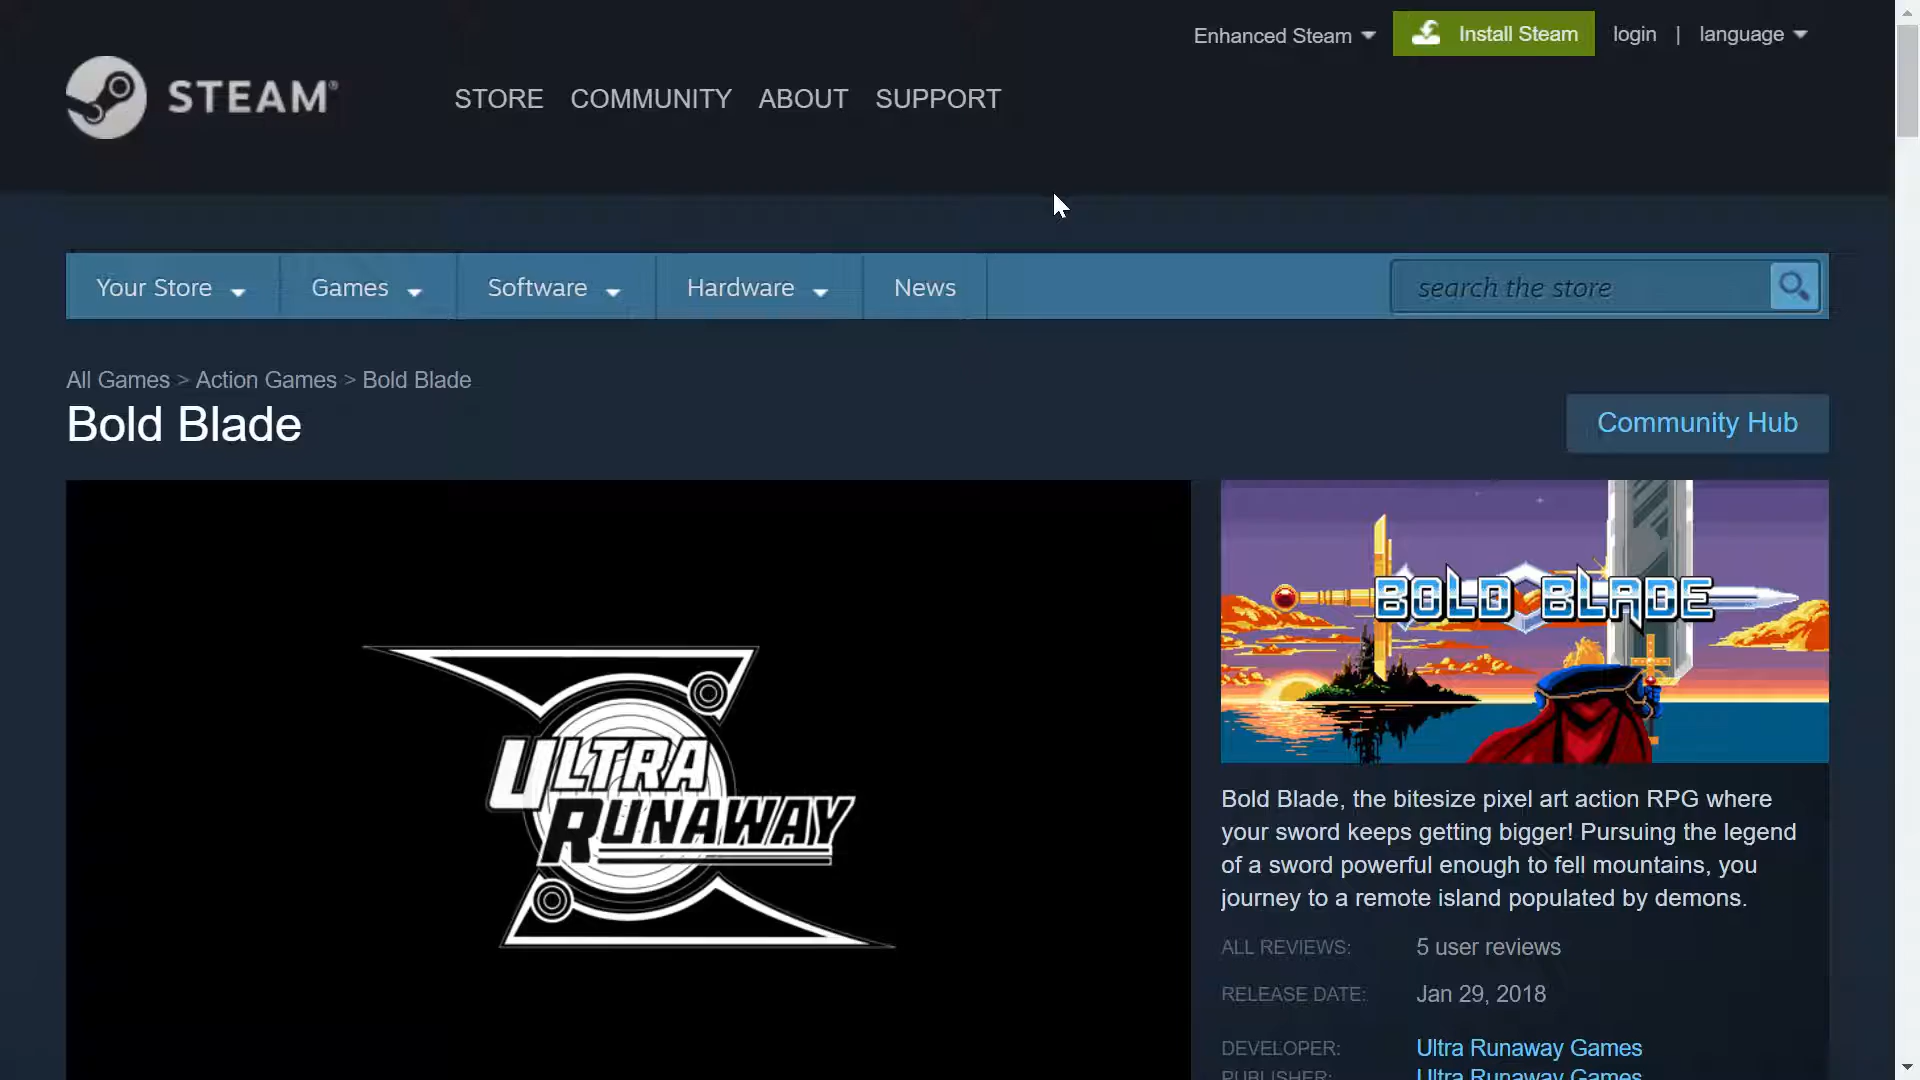 Enhanced Steam
Install Steam
login | language
STEAM®
STORE COMMUNITY ABOUT SUPPORT
Your Store Games Software Hardware News
search the store
All Games > Action Games > Bold Blade
Bold Blade
Community Hub
ULTRA
RUNAWAY
BOLD BLADE
Bold Blade, the bitesize pixel art action RPG where
your sword keeps getting bigger! Pursuing the legend
of a sword powerful enough to fell mountains, you
journey to a remote island populated by demons.
ALL REVIEWS: 5 user reviews
RELEASE DATE: Jan 29, 2018
DEVELOPER: Ultra Runaway Games
PUBLISHER: Ultra Runaway Games